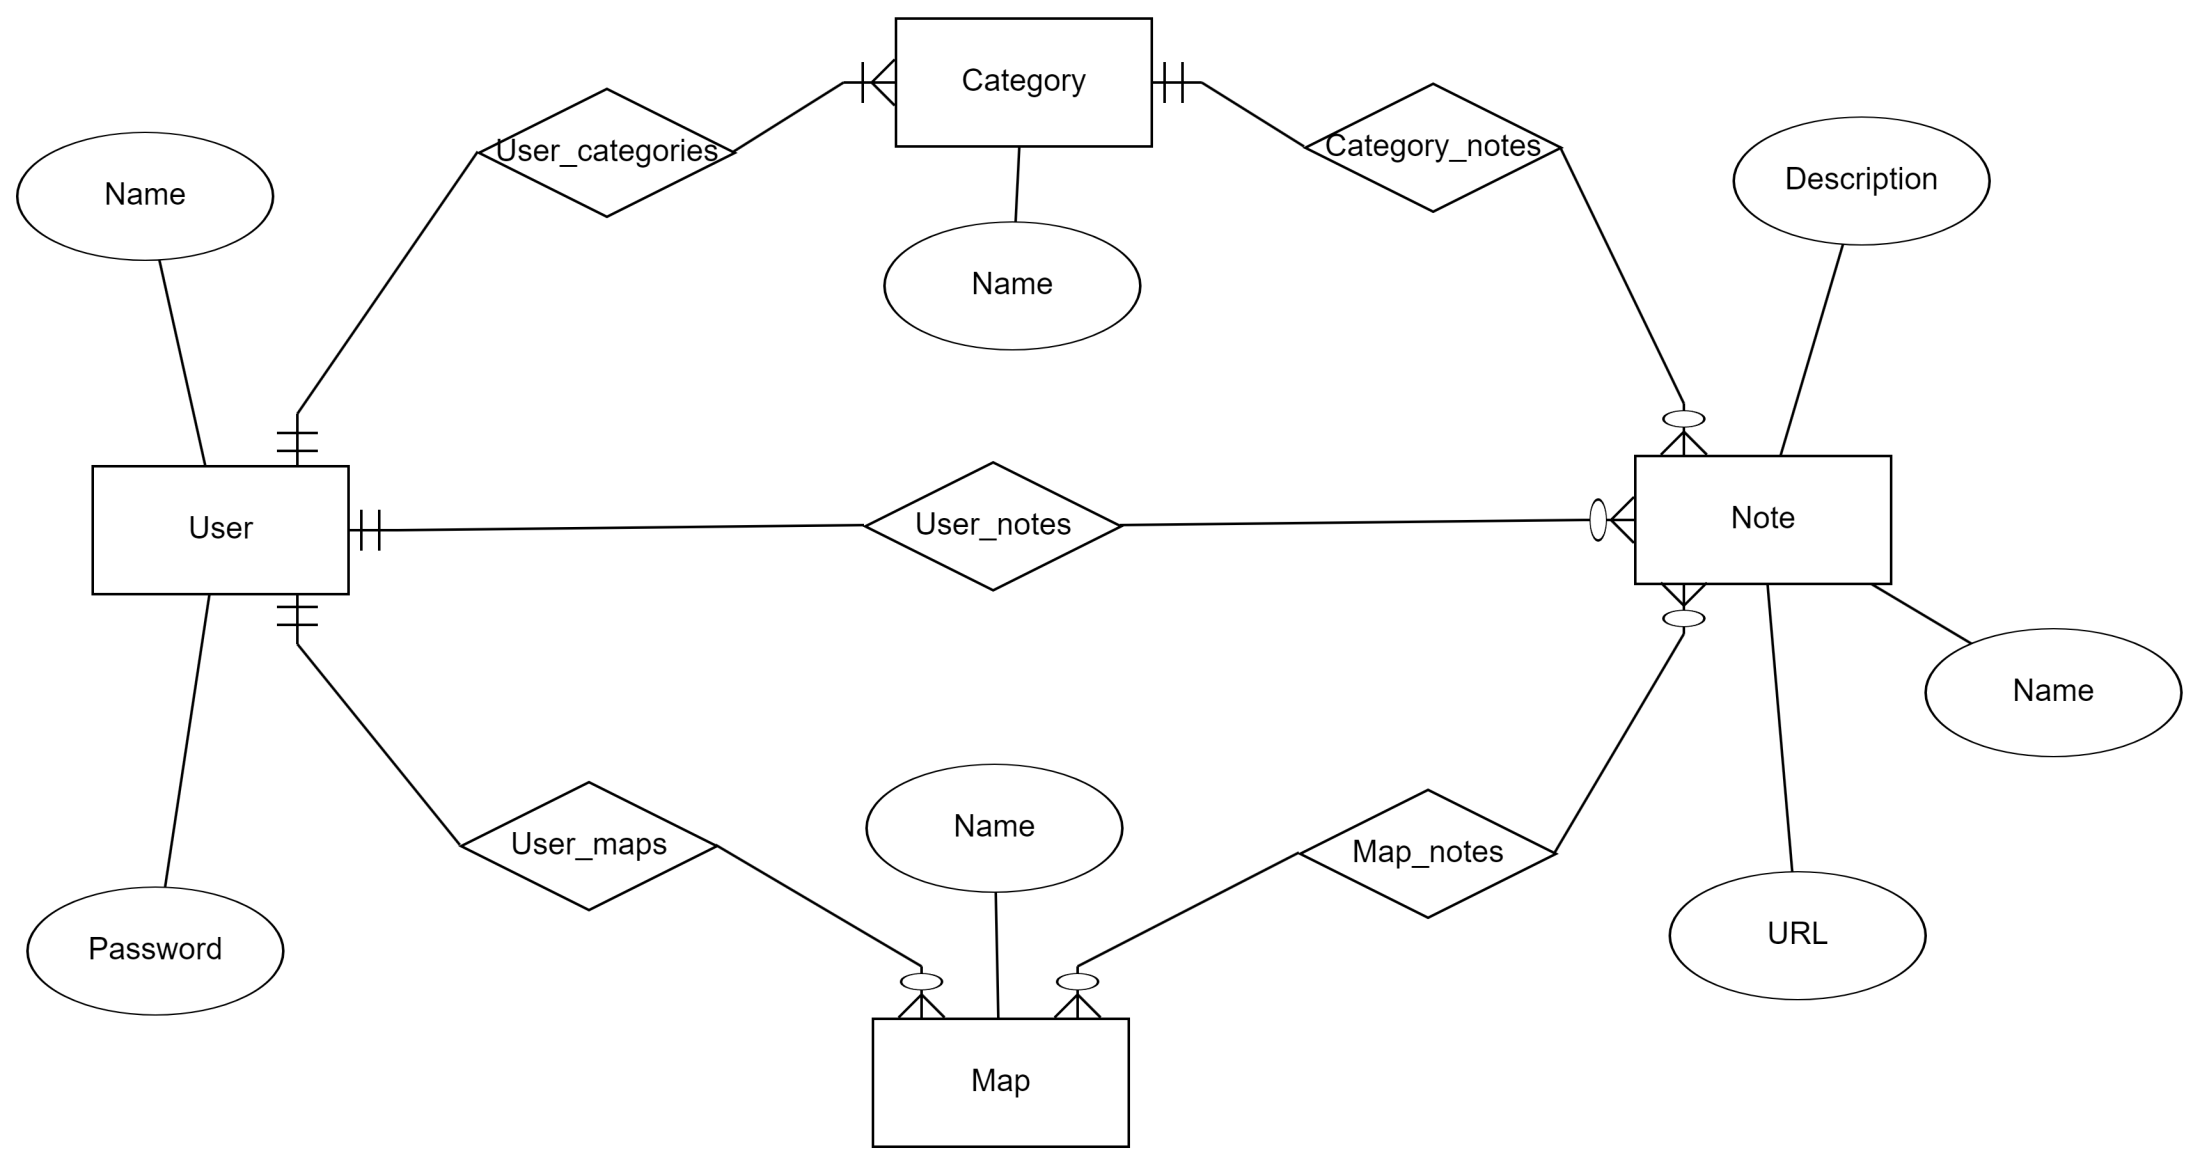 Category
User_categories
Category_notes
Description
Name
Name
User
User_notes
Note
Name
Name
User_maps
Map_notes
Password
URL
Map